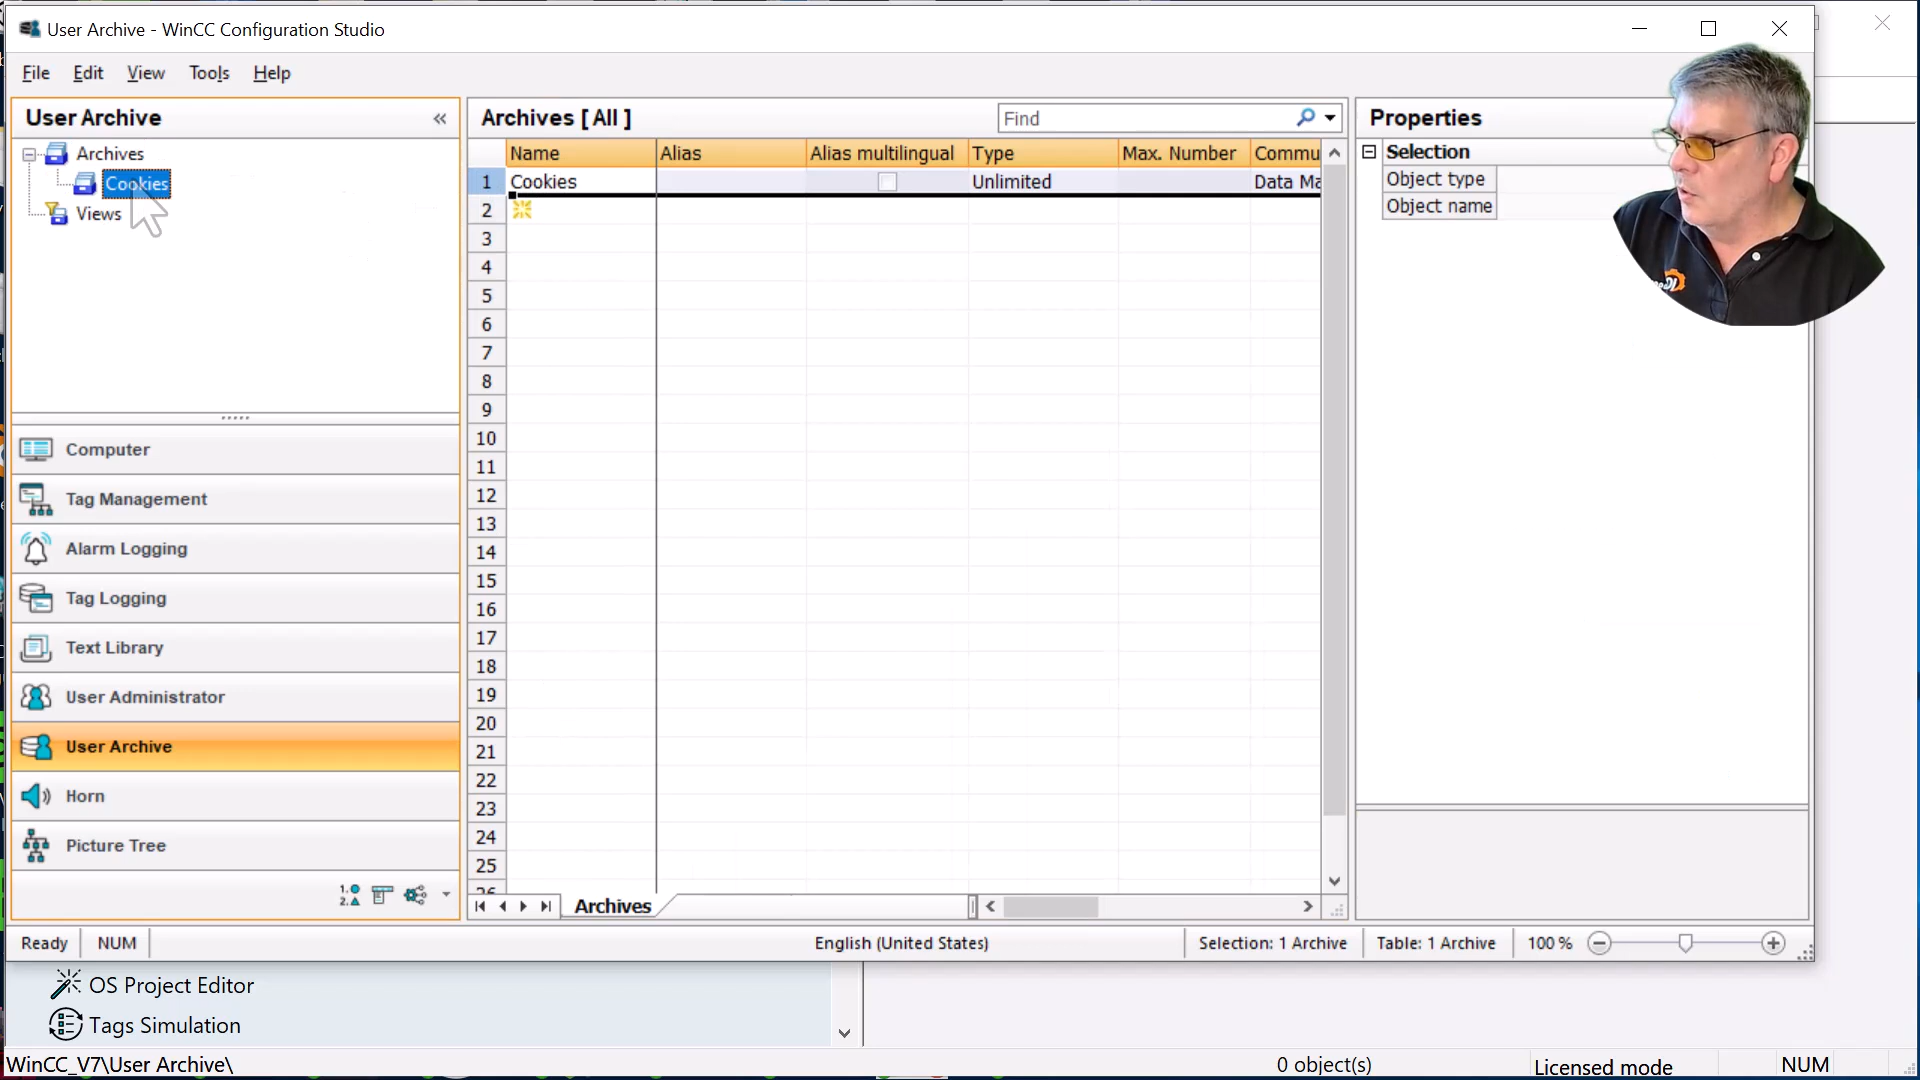 User Archive - WinCC Configuration Studio
File Edit View Tools Help
User Archive «
Archives
Cookies
Views
Computer
Tag Management
Alarm Logging
Tag Logging
Text Library
User Administrator
User Archive
Horn
Picture Tree
Archives [ All ] Find
Name Alias Alias multilingual Type Max. Number Commu
1 Cookies Unlimited Data Ma
2
3
4
5
6
7
8
9
10
11
12
13
14
15
16
17
18
19
20
21
22
23
24
25
26
Archives
Properties
Selection
Object type
Object name
Ready NUM English (United States) Selection: 1 Archive Table: 1 Archive 100 %
OS Project Editor
Tags Simulation
WinCC_V7\User Archive\ 0 object(s) Licensed mode NUM